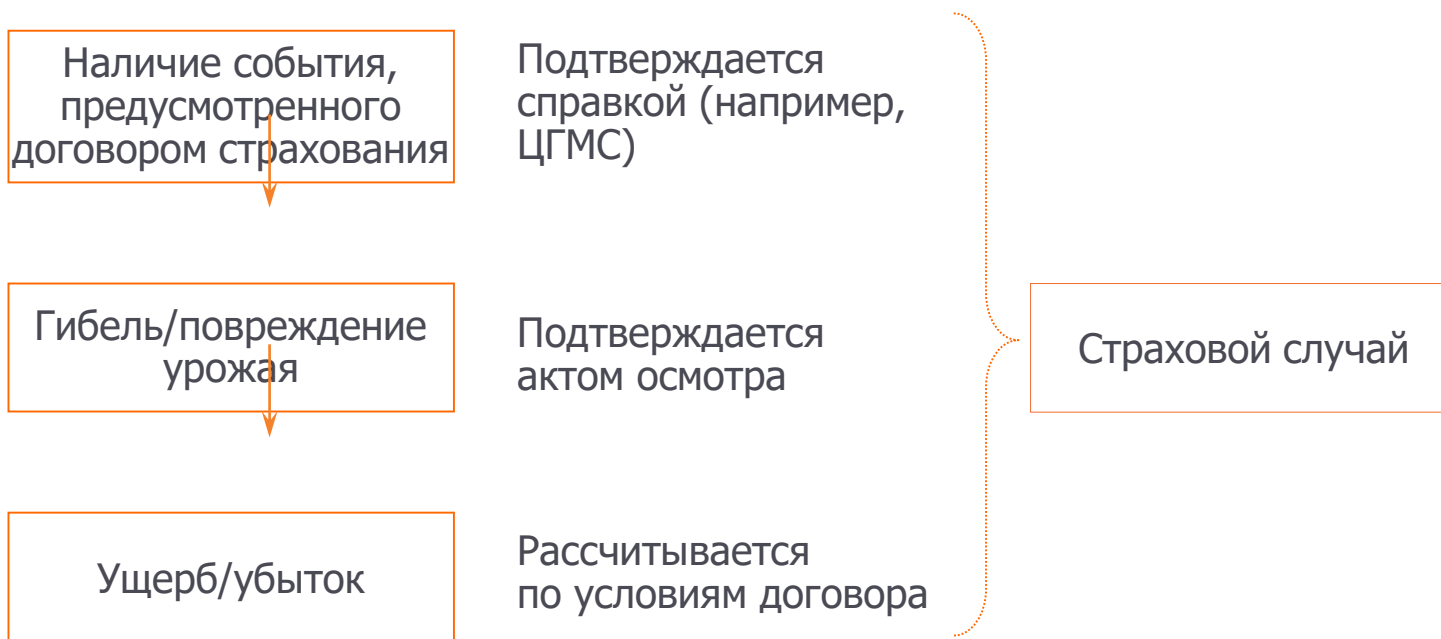 Наличие события,
предусмотренного
договором страхования
Подтверждается
справкой (например,
ЦГМС)
Гибель/повреждение
урожая
Подтверждается
актом осмотра
Страховой случай
Ущерб/убыток
Рассчитывается
по условиям договора